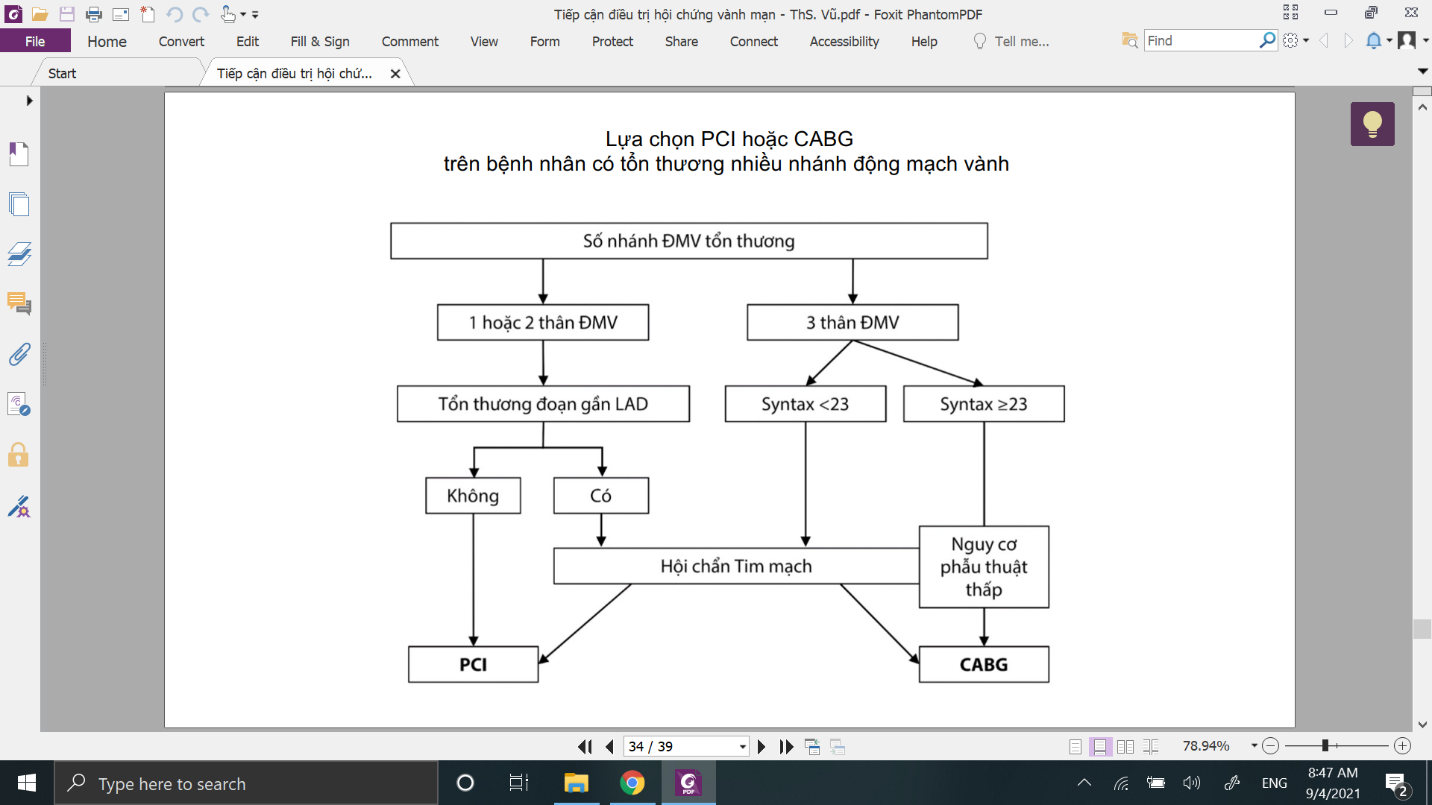 Tiếp cận điều trị hội chứng vành mạn - ThS. Vũ.pdf - Foxit PhantomPDF
File Home Convert Edit Fill & Sign Comment View Form Protect Share Connect Accessibility Help Tell me... Find
Start Tiếp cận điều trị hội chứ...
Lựa chọn PCI hoặc CABG
trên bệnh nhân có tổn thương nhiều nhánh động mạch vành
Số nhánh ĐMV tổn thương
1 hoặc 2 thân ĐMV 3 thân ĐMV
Tổn thương đoạn gần LAD Syntax <23 Syntax ≥23
Không Có
Hội chẩn Tim mạch
Nguy cơ
phẫu thuật
thấp
PCI CABG
34 / 39 78.94%
Type here to search PDF ENG 8:47 AM
9/4/2021 2